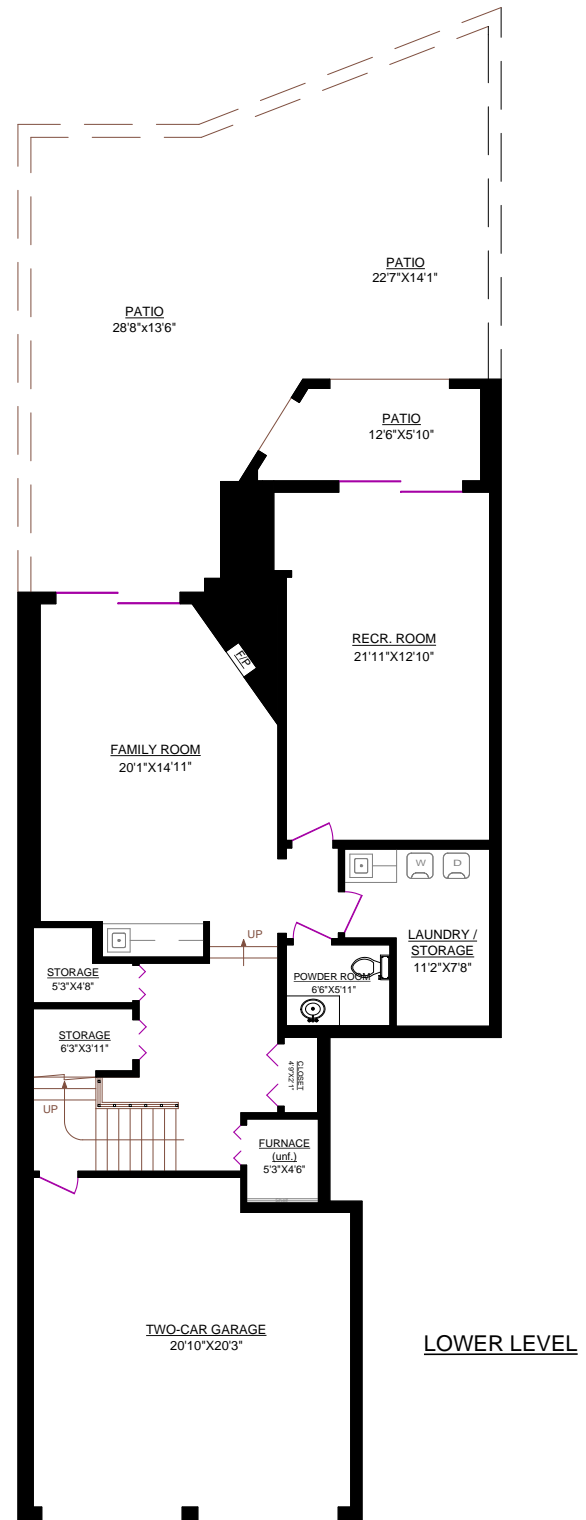 PATIO
22'7"X14'1"
PATIO
28'8"x13'6"
PATIO
12'6"X5'10"
RECR. ROOM
21'11"X12'10"
F/P
FAMILY ROOM
20'1"X14'11"
W
D
UP
LAUNDRY /
STORAGE
11'2"X7'8"
STORAGE
5'3"X4'8"
POWDER ROOM
6'6"X5'11"
STORAGE
6'3"X3'11"
CLOSET
4'9"X2'1"
UP
FURNACE
(unf.)
5'3"X4'6"
TWO-CAR GARAGE
20'10"X20'3"
LOWER LEVEL